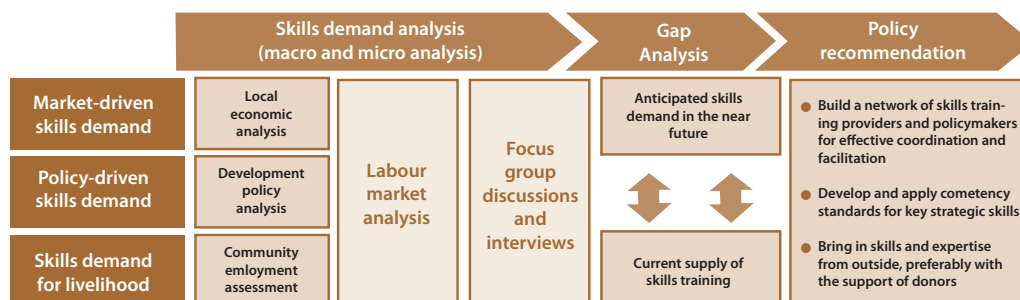 Skills demand analysis
(macro and micro analysis)
Gap
Analysis
Policy
recommendation
Market-driven
skills demand
Policy-driven
skills demand
Skills demand
for livelihood
Local
economic
analysis
Development
policy
analysis
Community
emloyment
assessment
Labour
market
analysis
Focus
group
discussions
and
interviews
Anticipated skills
demand in the near
future
Current supply of
skills training
Build a network of skills train-
ing providers and policymakers
for effective coordination and
facilitation
Develop and apply cometency
standards for key strategic skills
Bring in skills and expertise
from outside, preferably with
the support of donors